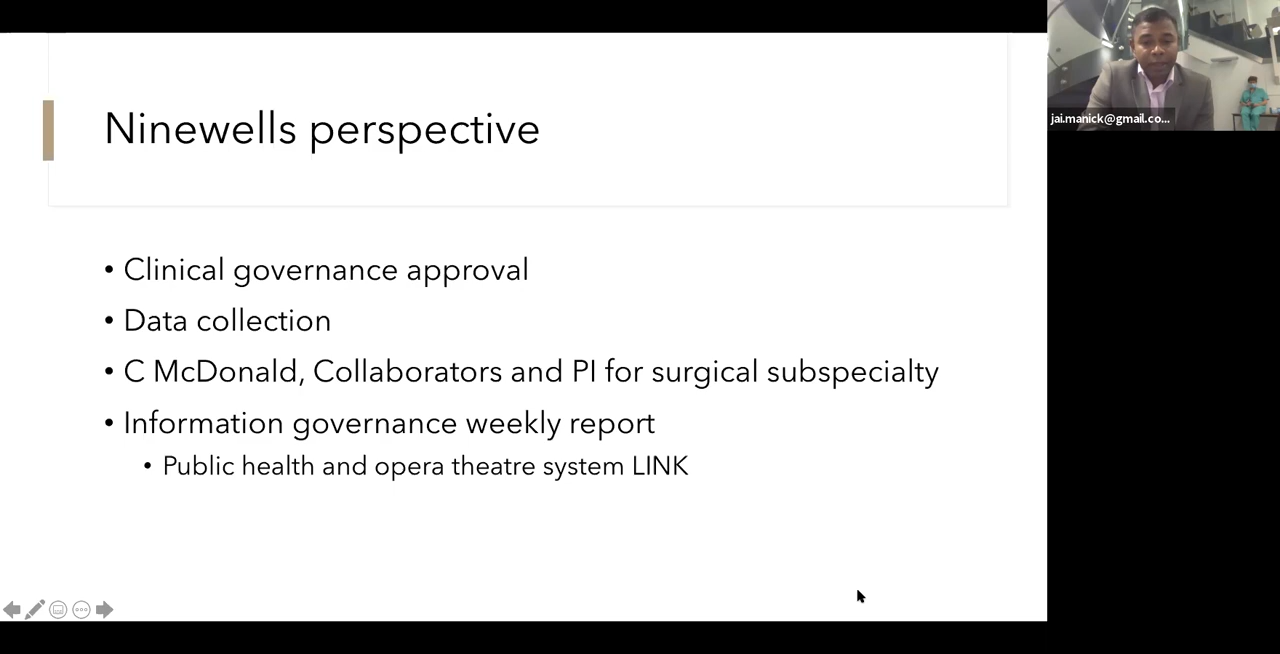 Ninewells perspective
• Clinical governance approval
• Data collection
• C McDonald, Collaborators and PI for surgical subspecialty
• Information governance weekly report
• Public health and opera theatre system LINK
jai.manick@gmail.co...